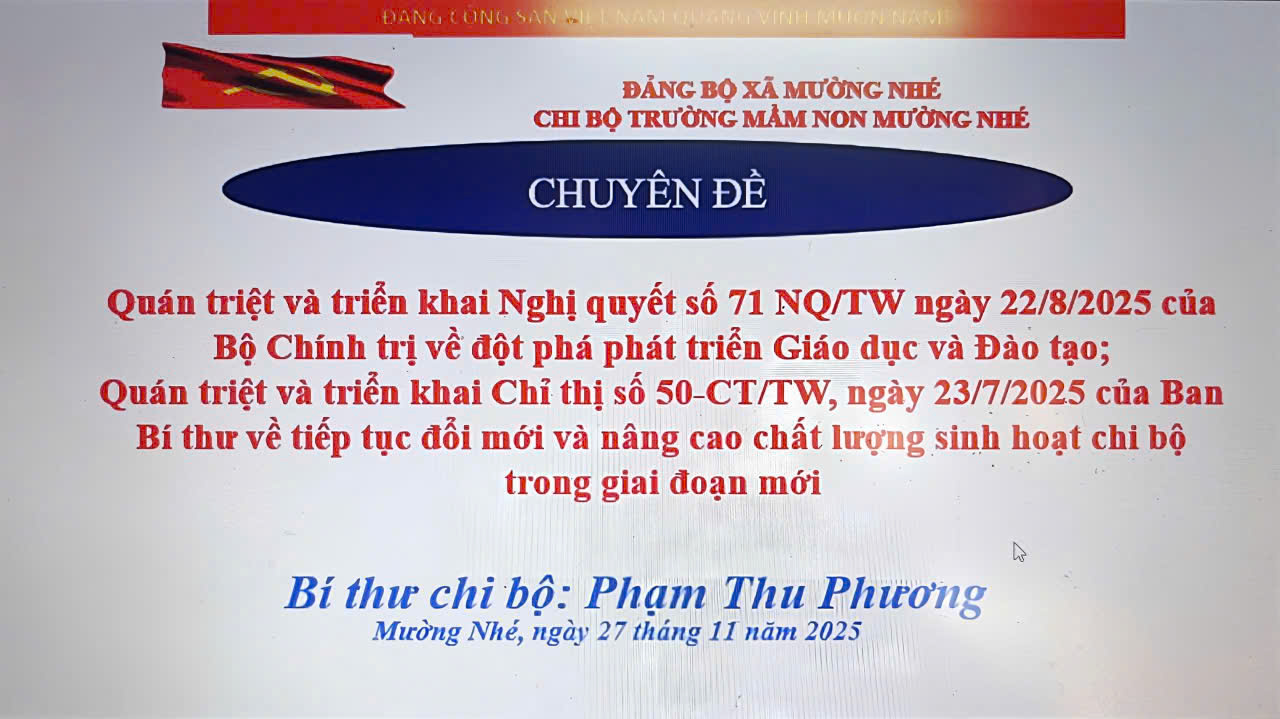 ĐẢNG CỘNG SẢN VIỆT NAM QUANG VINH MUÔN NĂM!
ĐẢNG BỘ XÃ MƯỜNG NHÉ
CHI BỘ TRƯỜNG MẦM NON MƯỜNG NHÉ
CHUYÊN ĐỀ
Quán triệt và triển khai Nghị quyết số 71 NQ/TW ngày 22/8/2025 của
Bộ Chính trị về đột phá phát triển Giáo dục và Đào tạo;
Quán triệt và triển khai Chỉ thị số 50-CT/TW, ngày 23/7/2025 của Ban
Bí thư về tiếp tục đổi mới và nâng cao chất lượng sinh hoạt chi bộ
trong giai đoạn mới
Bí thư chi bộ: Phạm Thu Phương
Mường Nhé, ngày 27 tháng 11 năm 2025